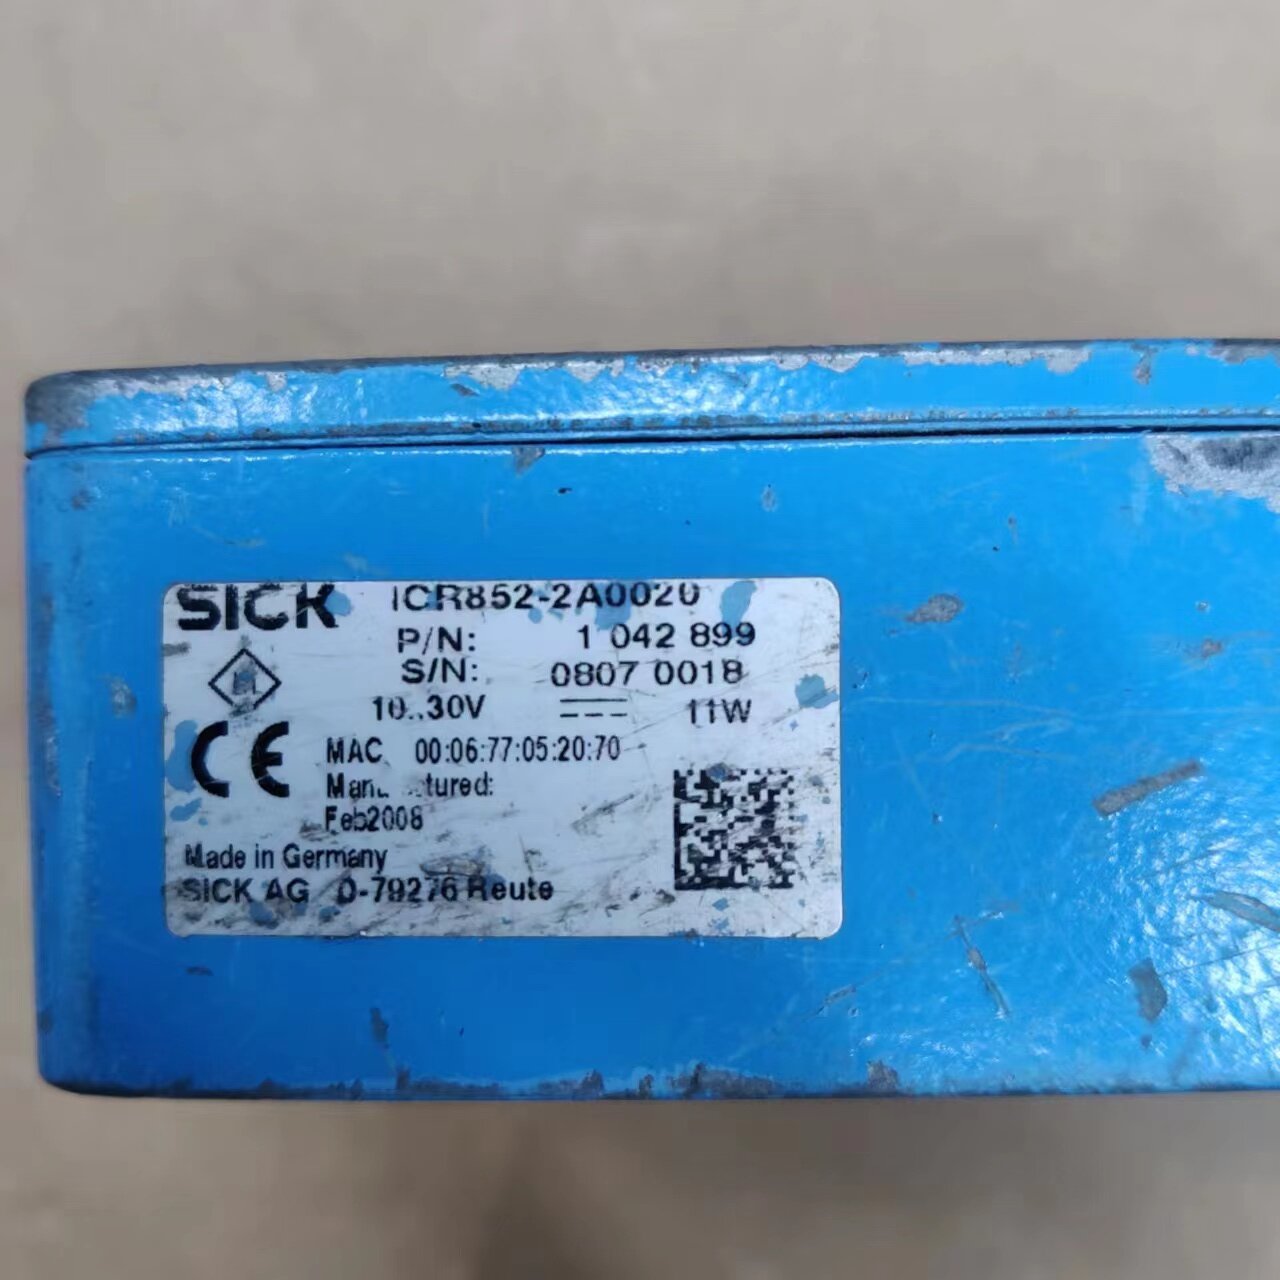 SICK ICR852-2A0020
P/N: 1 042 899
S/N: 0807 0018
10..30V 11W
CE
MAC 00:06:77:05:20:70
Feb2008
Made in Germany
SICK AG D-79276 Reute